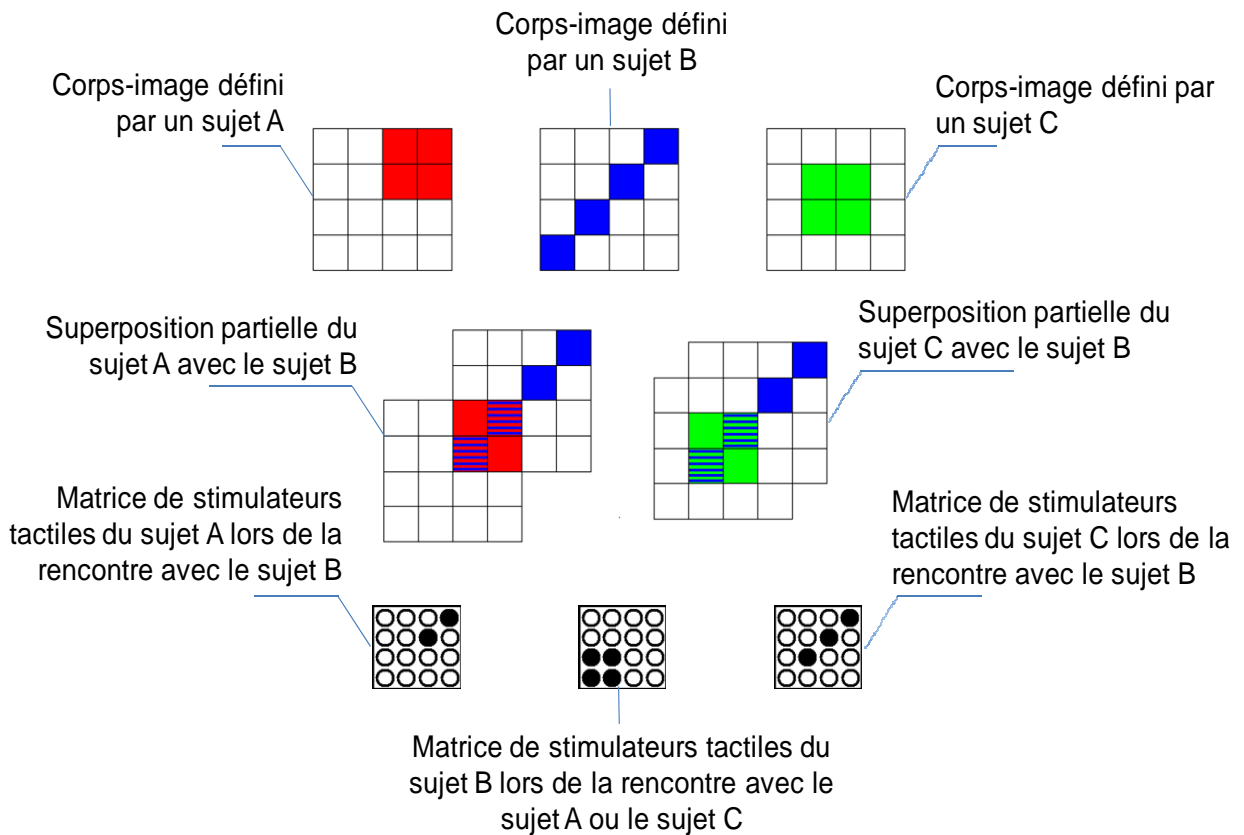 Corps-image défini
par un sujet B
Corps-image défini
par un sujet A
Corps-image défini par
un sujet C
Superposition partielle du
sujet A avec le sujet B
Superposition partielle du
sujet C avec le sujet B
Matrice de stimulateurs
tactiles du sujet A lors de la
rencontre avec le sujet B
Matrice de stimulateurs
tactiles du sujet C lors de la
rencontre avec le sujet B
Matrice de stimulateurs tactiles du
sujet B lors de la rencontre avec le
sujet A ou le sujet C